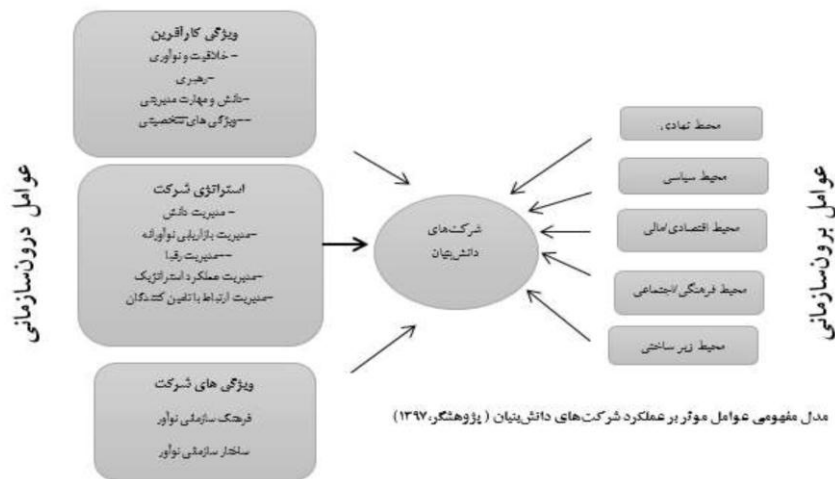 عوامل درون‌سازمانی
ویژگی کارآفرین
- خلاقیت و نوآوری
-رهبری
-دانش و مهارت مدیریتی
--ویژگی های شخصیتی
استراتژی شرکت
- مدیریت دانش
-مدیریت بازاریابی نوآورانه
--مدیریت رقبا
-مدیریت عملکرد استراتژیک
-مدیریت ارتباط با تامین کنندگان
ویژگی های شرکت
فرهنگ سازمانی نوآور
ساختار سازمانی نوآور
شرکت‌های
دانش‌بنیان
عوامل برون‌سازمانی
محیط نهادی
محیط سیاسی
محیط اقتصادی/مالی
محیط فرهنگی/اجتماعی
محیط زیر ساختی
مدل مفهومی عوامل موثر بر عملکرد شرکت‌های دانش‌بنیان ( پژوهشگر،۱۳۹۷)